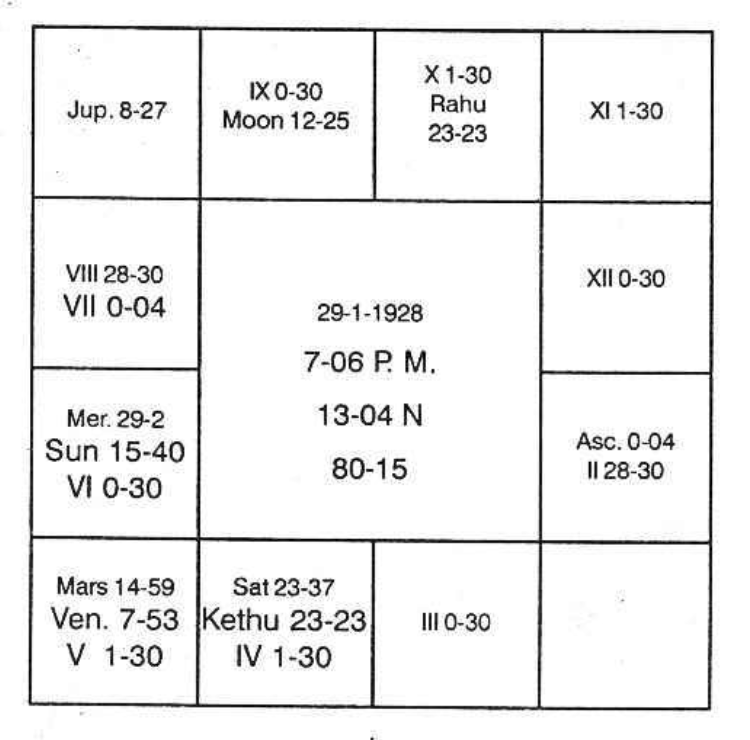 Jup. 8-27
IX 0-30
Moon 12-25
X 1-30
Rahu
23-23
XI 1-30
VIII 28-30
VII 0-04
29-1-1928
7-06 P. M.
13-04 N
80-15
XII 0-30
Mer. 29-2
Sun 15-40
VI 0-30
Asc. 0-04
II 28-30
Mars 14-59
Ven. 7-53
V 1-30
Sat 23-37
Kethu 23-23
IV 1-30
III 0-30